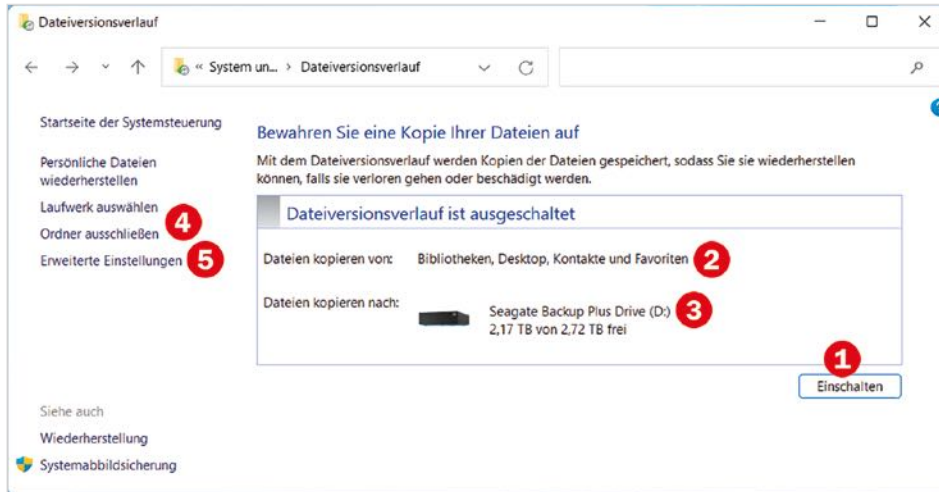 Dateiversionsverlauf
« System un... › Dateiversionsverlauf
Startseite der Systemsteuerung
Persönliche Dateien
wiederherstellen
Laufwerk auswählen
4
Ordner ausschließen
Erweiterte Einstellungen 5
Bewahren Sie eine Kopie Ihrer Dateien auf
Mit dem Dateiversionsverlauf werden Kopien der Dateien gespeichert, sodass Sie sie wiederherstellen
können, falls sie verloren gehen oder beschädigt werden.
Dateiversionsverlauf ist ausgeschaltet
Dateien kopieren von: Bibliotheken, Desktop, Kontakte und Favoriten 2
Dateien kopieren nach: Seagate Backup Plus Drive (D:) 3
2,17 TB von 2,72 TB frei
1
Einschalten
Siehe auch
Wiederherstellung
Systemabbildsicherung